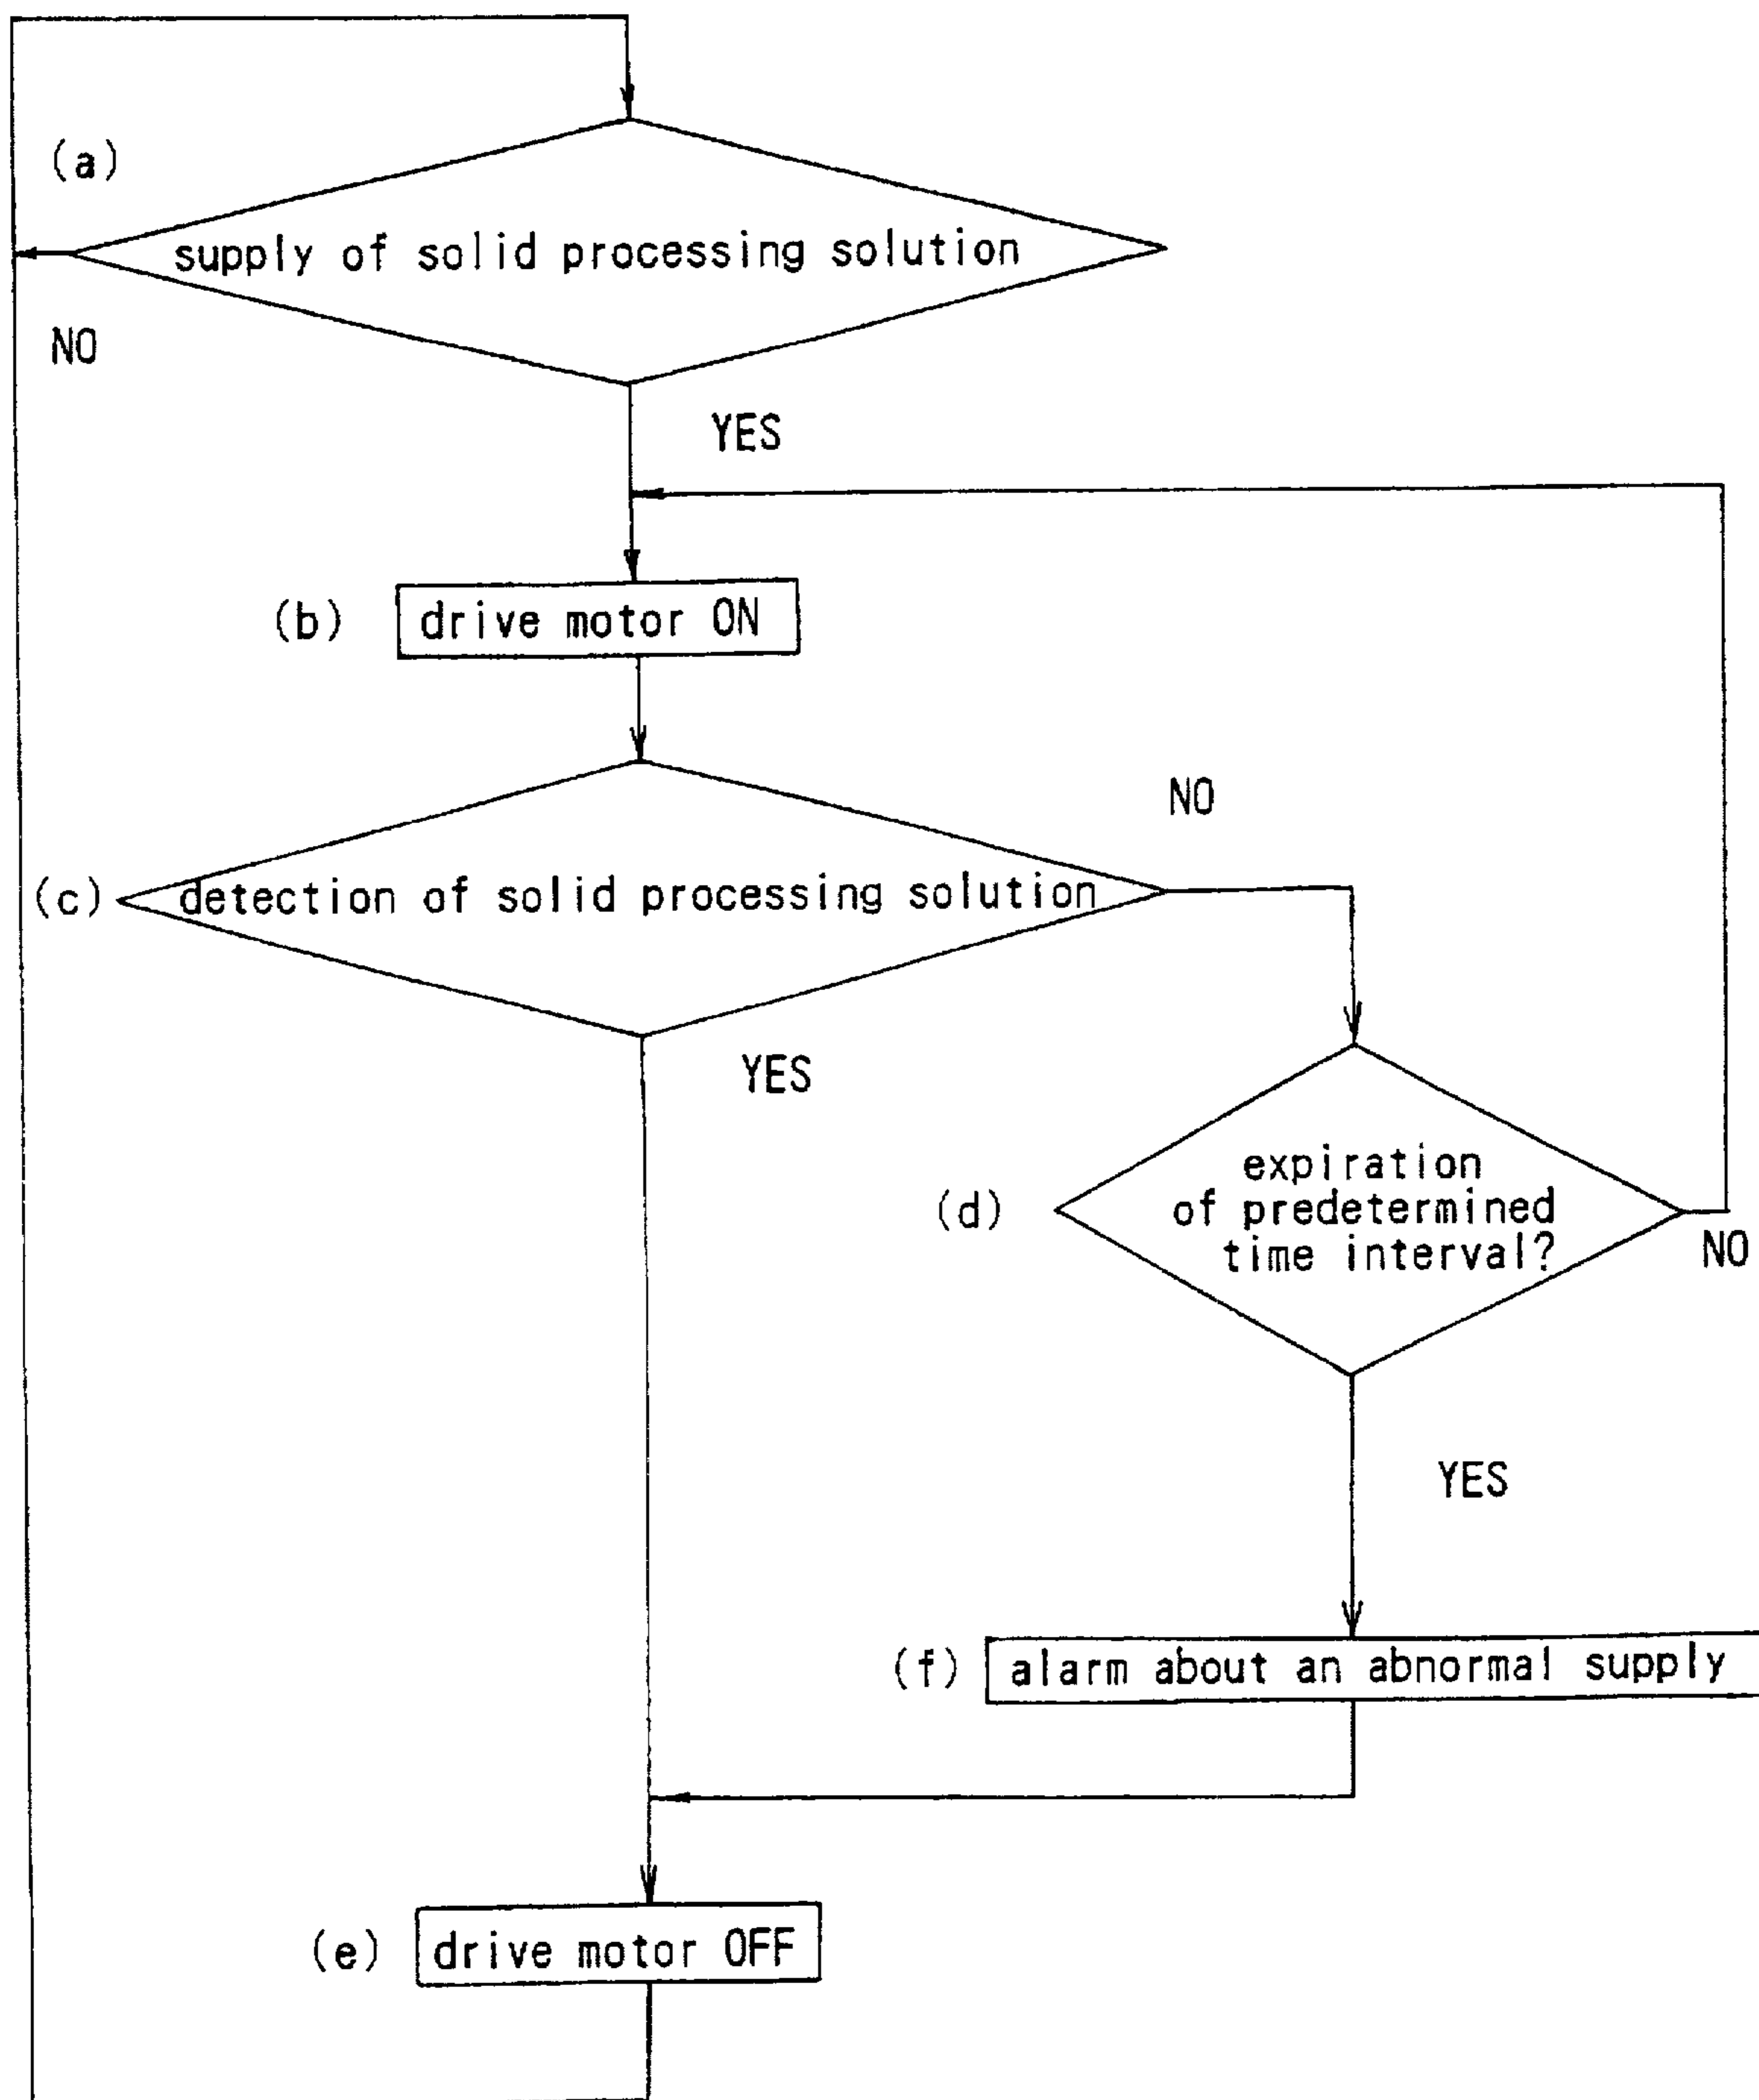 (a)
supply of solid processing solution
NO
YES
(b)
drive motor ON
NO
(c)
detection of solid processing solution
YES
(d)
expiration
of predetermined
time interval?
NO
YES
(f)
alarm about an abnormal supply
(e)
drive motor OFF